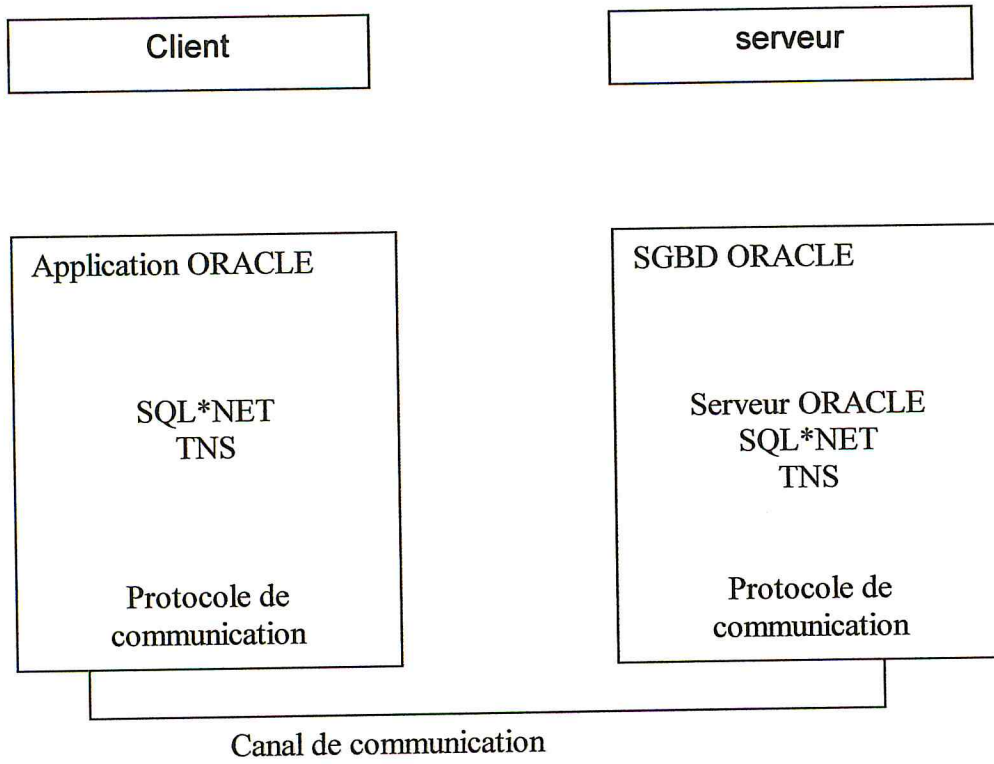 Client
serveur
Application ORACLE
SQL*NET
TNS
Protocole de
communication
SGBD ORACLE
Serveur ORACLE
SQL*NET
TNS
Protocole de
communication
Canal de communication